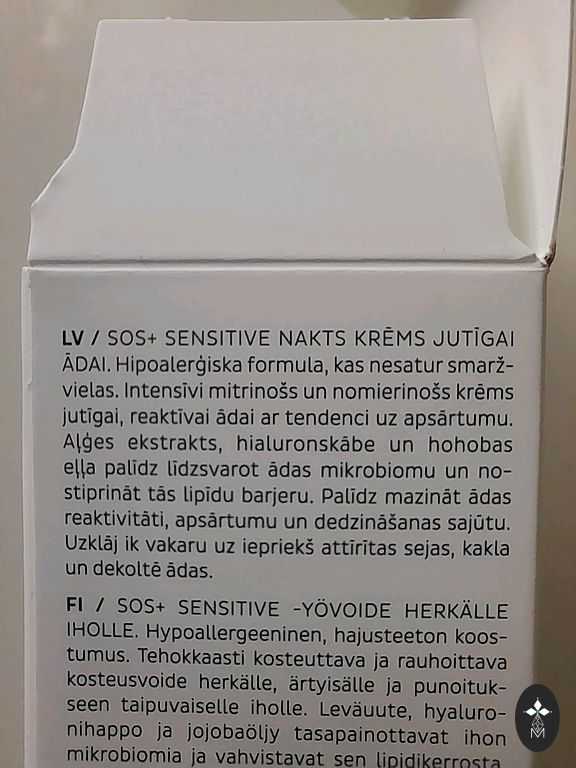 LV / SOS+ SENSITIVE NAKTS KRĒMS JUTĪGAI
ĀDAI. Hipoalerģiska formula, kas nesatur smarž-
vielas. Intensīvi mitrinošs un nomierinošs krēms
jutīgai, reaktīvai ādai ar tendenci uz apsārtumu.
Aļģes ekstrakts, hialuronskābe un hohobas
eļļa palīdz līdzsvarot ādas mikrobiomu un no-
stiprināt tās lipīdu barjeru. Palīdz mazināt ādas
reaktivitāti, apsārtumu un dedzināšanas sajūtu.
Uzklāj ik vakaru uz iepriekš attīrītas sejas, kakla
un dekoltē ādas.
FI / SOS+ SENSITIVE -YÖVOIDE HERKÄLLE
IHOLLE. Hypoallergeeninen, hajusteeton koos-
tumus. Tehokkaasti kosteuttava ja rauhoittava
kosteusvoide herkälle, ärtyisälle ja punoituk-
seen taipuvaiselle iholle. Leväuute, hyaluro-
nihappo ja jojobaöljy tasapainottavat ihon
mikrobiomia ja vahvistavat sen lipidikerrosta.